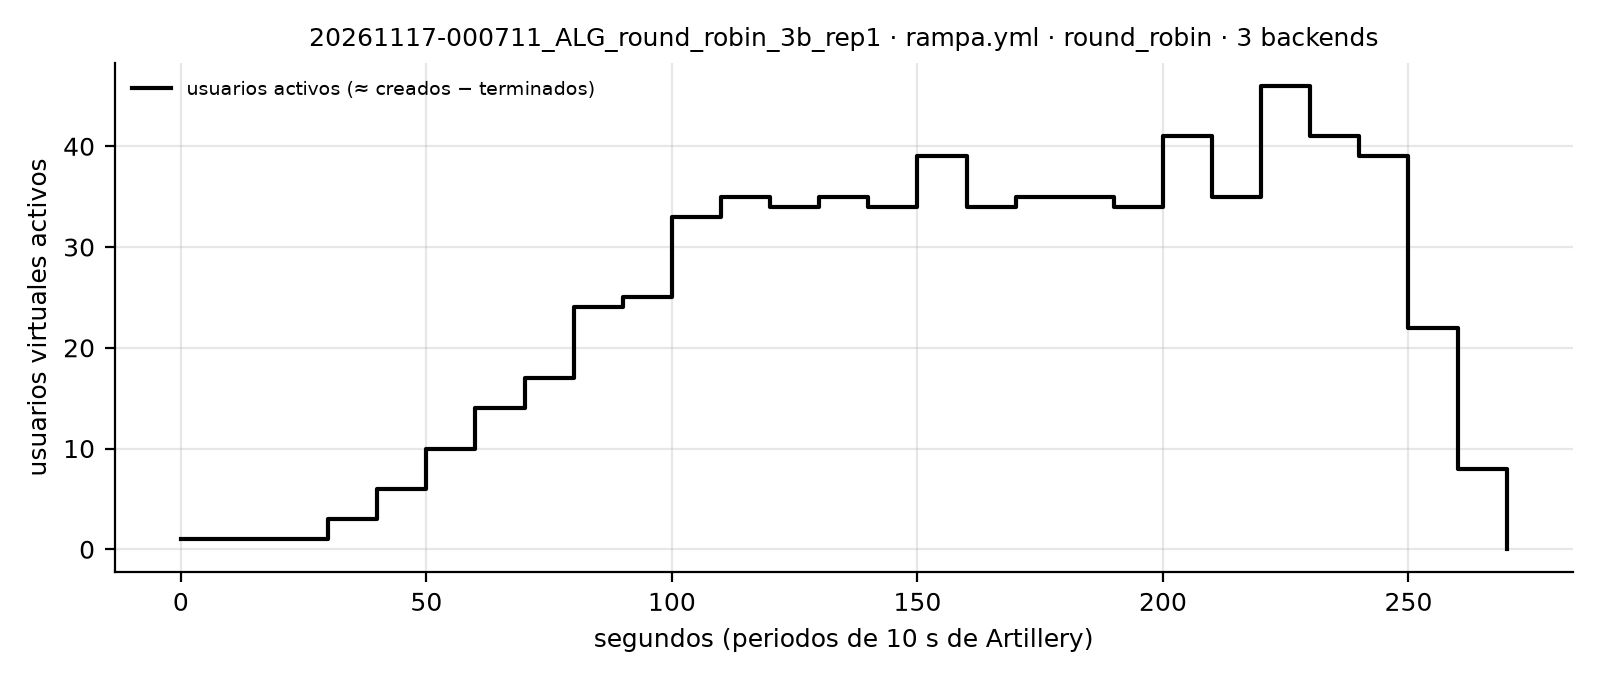 20261117-000711_ALG_round_robin_3b_rep1 · rampa.yml · round_robin · 3 backends
usuarios activos (≈ creados − terminados)
usuarios virtuales activos
40
30
20
10
0
0 50 100 150 200 250
segundos (periodos de 10 s de Artillery)